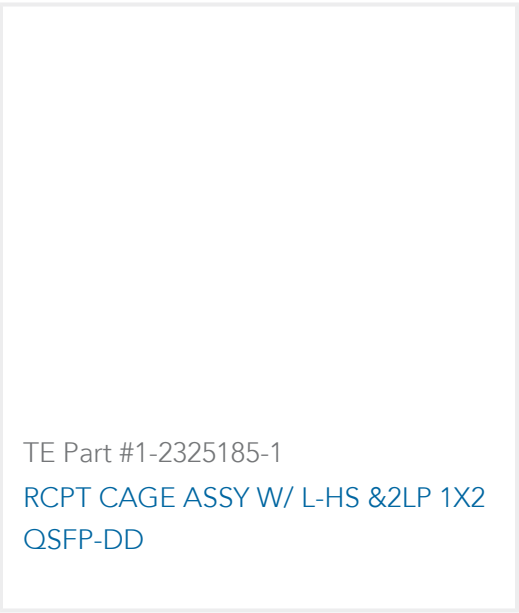 TE Part #1-2325185-1
RCPT CAGE ASSY W/ L-HS &2LP 1X2
QSFP-DD